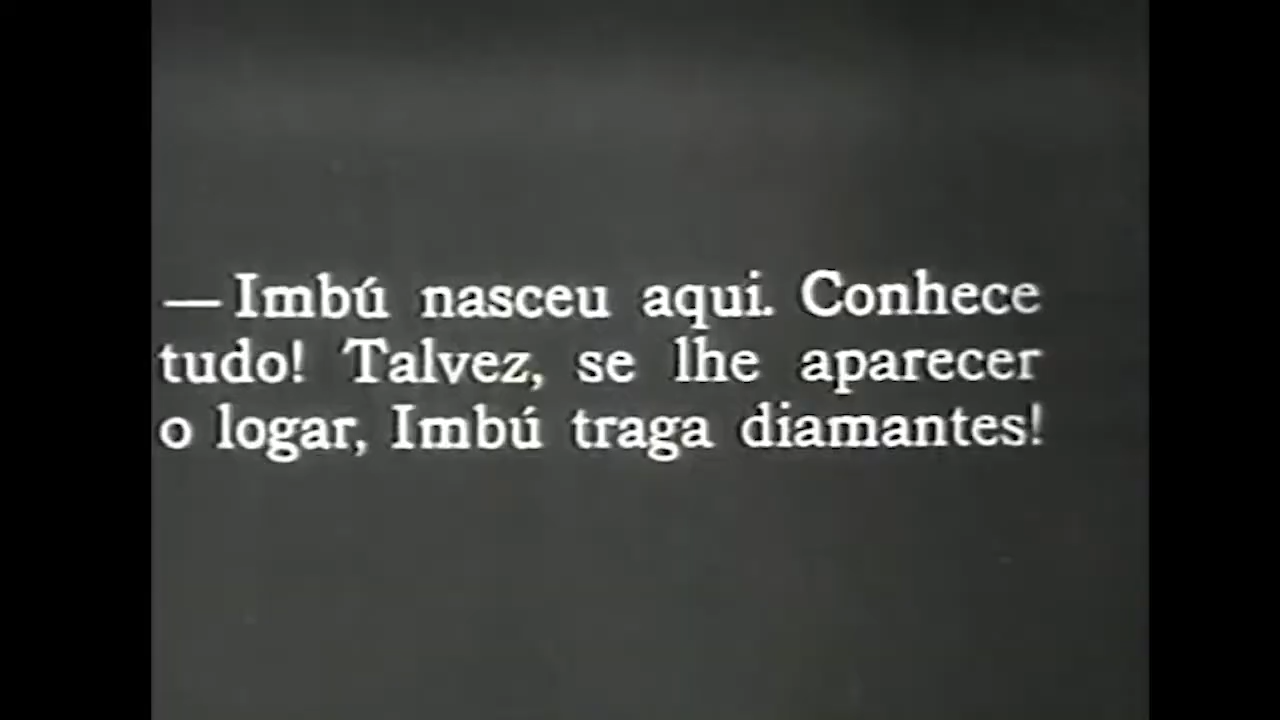 — Imbú nasceu aqui. Conhece
tudo! Talvez, se lhe aparecer
o logar, Imbú traga diamantes!